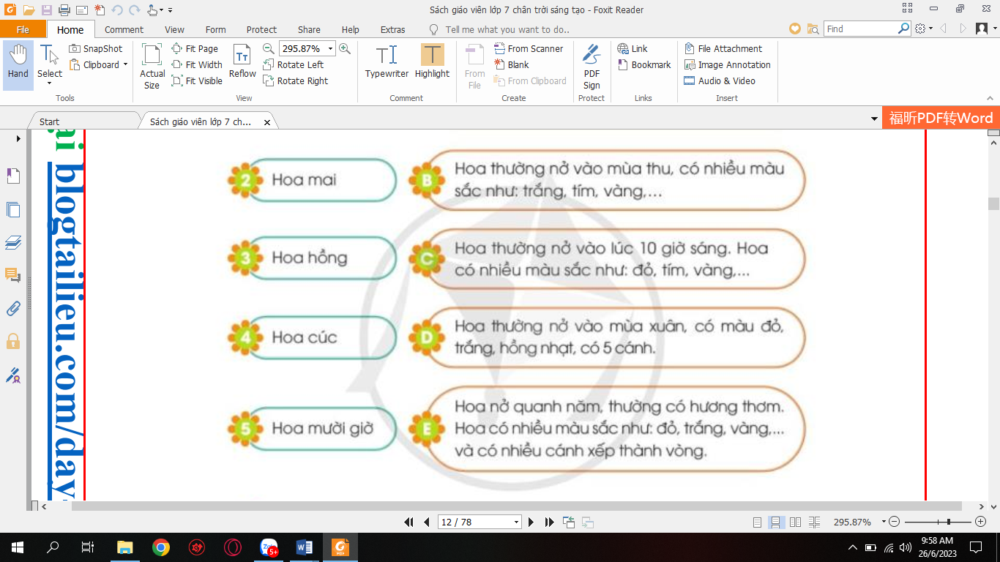 Sách giáo viên lớp 7 chân trời sáng tạo - Foxit Reader
File Home Comment View Form Protect Share Help Extras Tell me what you want to do.. Find
Hand
Select
SnapShot
Clipboard
Tools
Actual Size
Fit Page
Fit Width
Fit Visible
Reflow
295.87%
Rotate Left
Rotate Right
View
Typewriter
Highlight
Comment
From File
From Scanner
Blank
From Clipboard
Create
PDF Sign
Protect
Link
Bookmark
Links
File Attachment
Image Annotation
Audio & Video
Insert
Start
Sách giáo viên lớp 7 ch...
福昕PDF转Word
ại blogtailieu.com/day
2 Hoa mai
B Hoa thường nở vào mùa thu, có nhiều màu
sắc như: trắng, tím, vàng,...
3 Hoa hồng
C Hoa thường nở vào lúc 10 giờ sáng. Hoa
có nhiều màu sắc như: đỏ, tím, vàng,...
4 Hoa cúc
D Hoa thường nở vào mùa xuân, có màu đỏ,
trắng, hồng nhạt, có 5 cánh.
5 Hoa mười giờ
E Hoa nở quanh năm, thường có hương thơm.
Hoa có nhiều màu sắc như: đỏ, trắng, vàng,...
và có nhiều cánh xếp thành vòng.
12 / 78
295.87%
5+
9:58 AM
26/6/2023